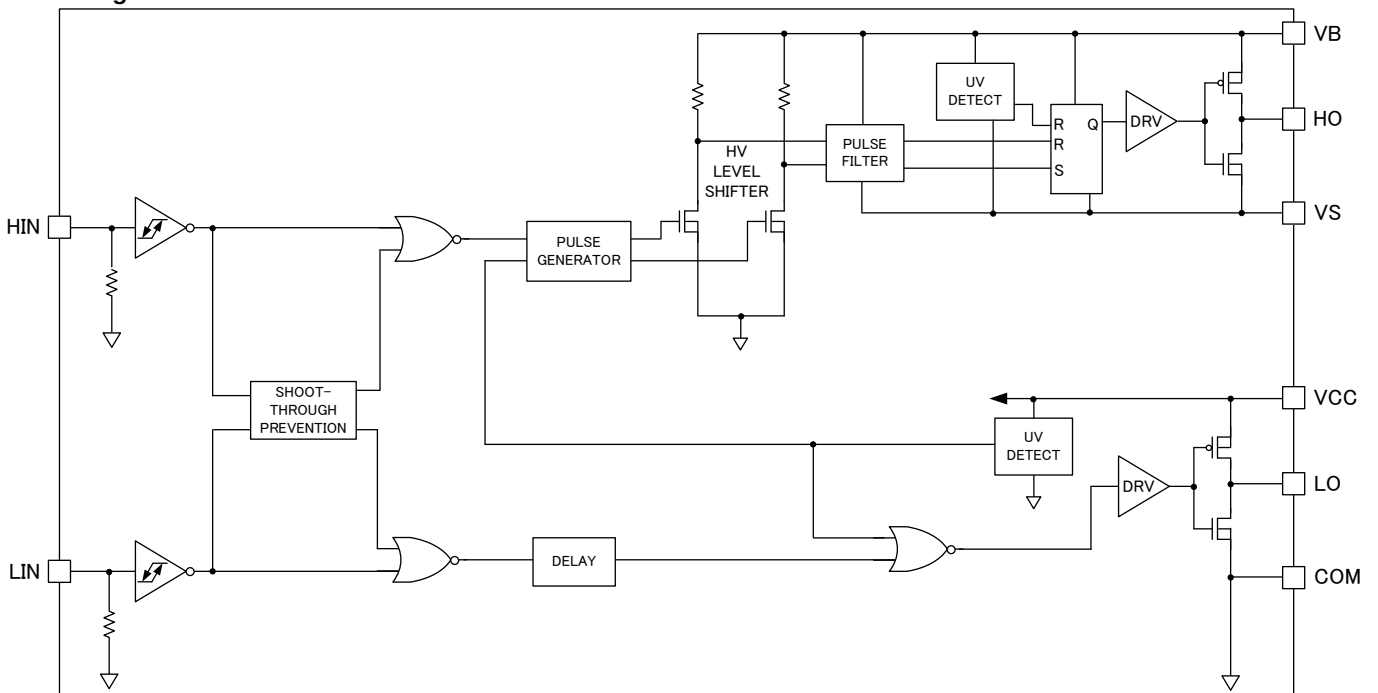 g
VB
UV
DETECT
R
R
S
Q
DRV
HO
PULSE
FILTER
HV
LEVEL
SHIFTER
VS
HIN
PULSE
GENERATOR
SHOOT-
THROUGH
PREVENTION
VCC
UV
DETECT
DRV
LO
LIN
DELAY
COM